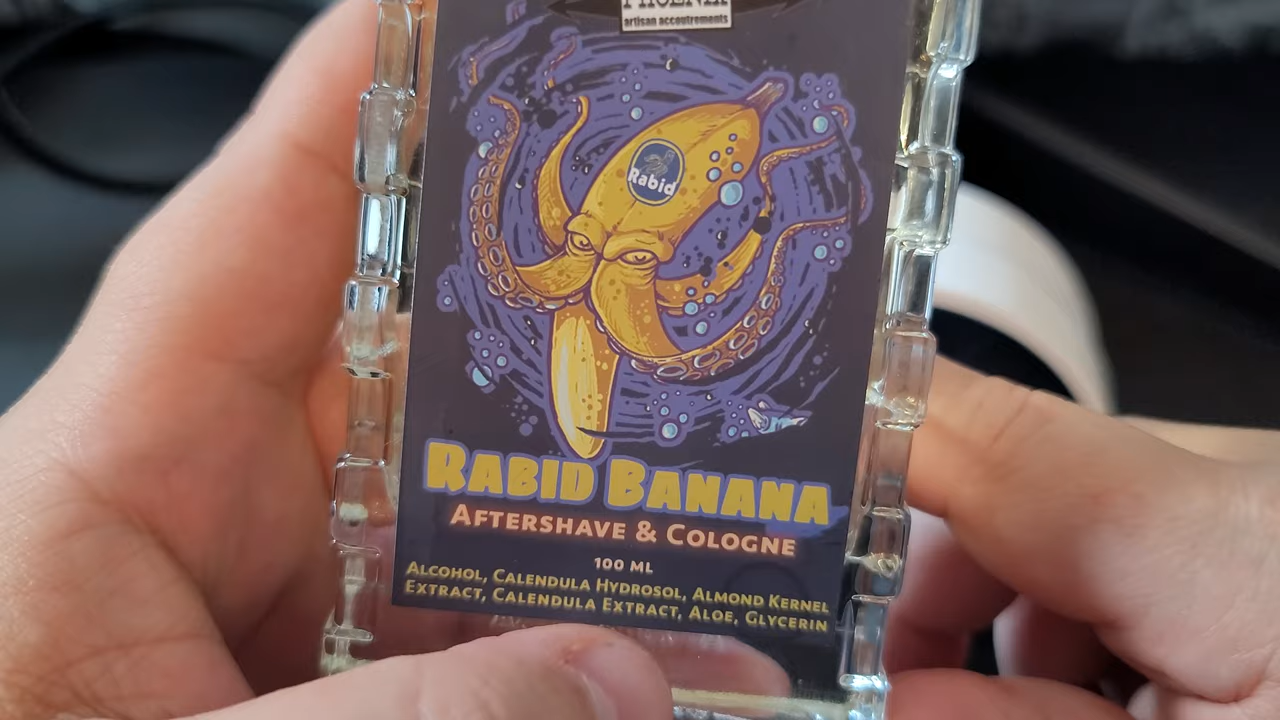 PHOENIX
artisan accoutrements
Rabid
RABID BANANA
AFTERSHAVE & COLOGNE
100 ML
ALCOHOL, CALENDULA HYDROSOL, ALMOND KERNEL
EXTRACT, CALENDULA EXTRACT, ALOE, GLYCERIN